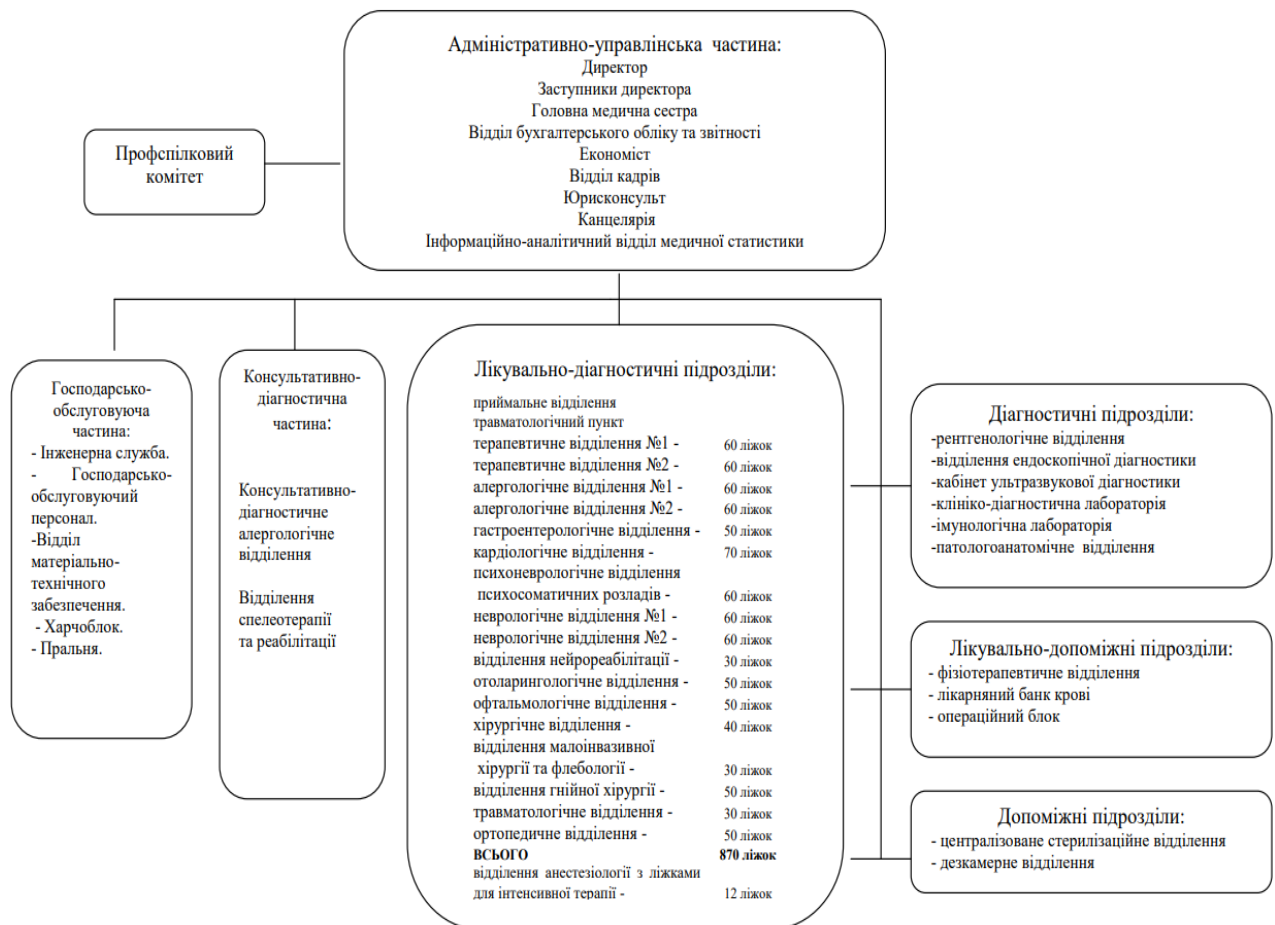 Адміністративно-управлінська частина:
Директор
Заступники директора
Головна медична сестра
Відділ бухгалтерського обліку та звітності
Економіст
Відділ кадрів
Юрисконсульт
Канцелярія
Інформаційно-аналітичний відділ медичної статистики
Профспілковий
комітет
Господарсько-
обслуговуюча
частина:
- Інженерна служба.
- Господарсько-
обслуговуючий
персонал.
-Відділ
матеріально-
технічного
забезпечення.
- Харчоблок.
- Пральня.
Консультативно-
діагностична
частина:
Консультативно-
діагностичне
алергологічне
відділення
Відділення
спелеотерапії
та реабілітації
Лікувально-діагностичні підрозділи:
приймальне відділення
травматологічний пункт
терапевтичне відділення №1 - 60 ліжок
терапевтичне відділення №2 - 60 ліжок
алергологічне відділення №1 - 60 ліжок
алергологічне відділення №2 - 60 ліжок
гастроентерологічне відділення - 50 ліжок
кардіологічне відділення - 70 ліжок
психоневрологічне відділення
психосоматичних розладів - 60 ліжок
неврологічне відділення №1 - 60 ліжок
неврологічне відділення №2 - 60 ліжок
відділення нейрореабілітації - 30 ліжок
отоларингологічне відділення - 50 ліжок
офтальмологічне відділення - 50 ліжок
хірургічне відділення - 40 ліжок
відділення малоінвазивної
хірургії та флебології - 30 ліжок
відділення гнійної хірургії - 50 ліжок
травматологічне відділення - 30 ліжок
ортопедичне відділення - 50 ліжок
ВСЬОГО 870 ліжок
відділення анестезіології з ліжками
для інтенсивної терапії - 12 ліжок
Діагностичні підрозділи:
-рентгенологічне відділення
-відділення ендоскопічної діагностики
-кабінет ультразвукової діагностики
-клініко-діагностична лабораторія
-імунологічна лабораторія
-патологоанатомічне відділення
Лікувально-допоміжні підрозділи:
- фізіотерапевтичне відділення
- лікарняний банк крові
- операційний блок
Допоміжні підрозділи:
- централізоване стерилізаційне відділення
- дезкамерне відділення